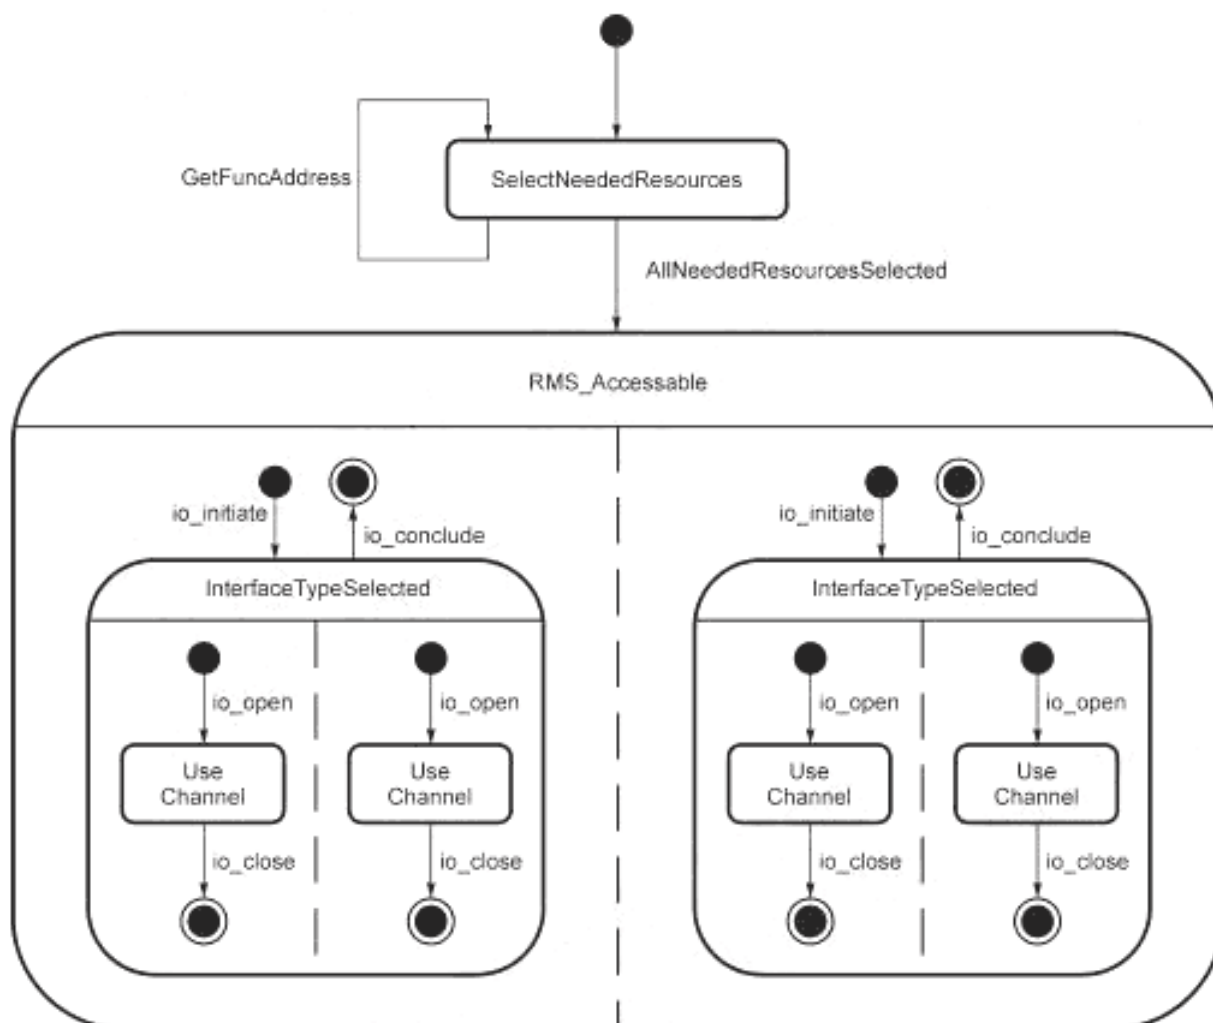 GetFuncAddress
SelectNeededResources
AllNeededResourcesSelected
RMS_Accessable
io_initiate
io_conclude
InterfaceTypeSelected
io_open
io_open
Use
Channel
Use
Channel
io_close
io_close
io_initiate
io_conclude
InterfaceTypeSelected
io_open
io_open
Use
Channel
Use
Channel
io_close
io_close